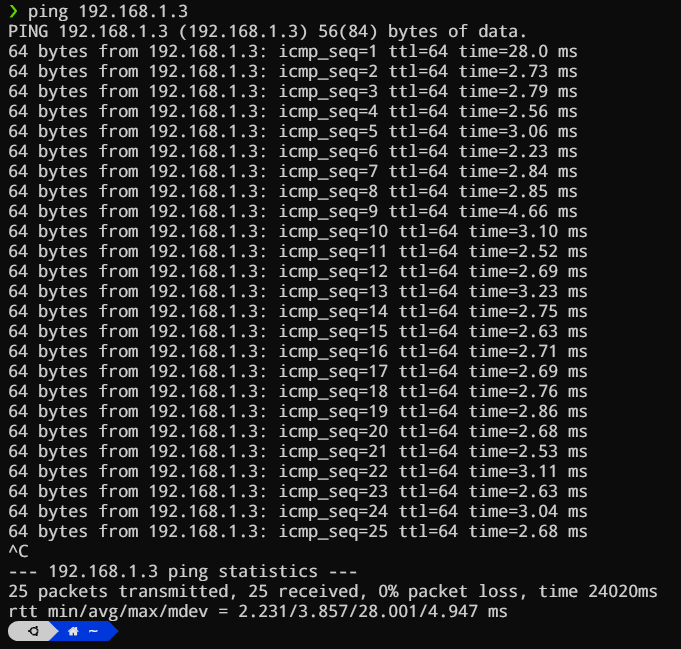 ❯ ping 192.168.1.3
PING 192.168.1.3 (192.168.1.3) 56(84) bytes of data.
64 bytes from 192.168.1.3: icmp_seq=1 ttl=64 time=28.0 ms
64 bytes from 192.168.1.3: icmp_seq=2 ttl=64 time=2.73 ms
64 bytes from 192.168.1.3: icmp_seq=3 ttl=64 time=2.79 ms
64 bytes from 192.168.1.3: icmp_seq=4 ttl=64 time=2.56 ms
64 bytes from 192.168.1.3: icmp_seq=5 ttl=64 time=3.06 ms
64 bytes from 192.168.1.3: icmp_seq=6 ttl=64 time=2.23 ms
64 bytes from 192.168.1.3: icmp_seq=7 ttl=64 time=2.84 ms
64 bytes from 192.168.1.3: icmp_seq=8 ttl=64 time=2.85 ms
64 bytes from 192.168.1.3: icmp_seq=9 ttl=64 time=4.66 ms
64 bytes from 192.168.1.3: icmp_seq=10 ttl=64 time=3.10 ms
64 bytes from 192.168.1.3: icmp_seq=11 ttl=64 time=2.52 ms
64 bytes from 192.168.1.3: icmp_seq=12 ttl=64 time=2.69 ms
64 bytes from 192.168.1.3: icmp_seq=13 ttl=64 time=3.23 ms
64 bytes from 192.168.1.3: icmp_seq=14 ttl=64 time=2.75 ms
64 bytes from 192.168.1.3: icmp_seq=15 ttl=64 time=2.63 ms
64 bytes from 192.168.1.3: icmp_seq=16 ttl=64 time=2.71 ms
64 bytes from 192.168.1.3: icmp_seq=17 ttl=64 time=2.69 ms
64 bytes from 192.168.1.3: icmp_seq=18 ttl=64 time=2.76 ms
64 bytes from 192.168.1.3: icmp_seq=19 ttl=64 time=2.86 ms
64 bytes from 192.168.1.3: icmp_seq=20 ttl=64 time=2.68 ms
64 bytes from 192.168.1.3: icmp_seq=21 ttl=64 time=2.53 ms
64 bytes from 192.168.1.3: icmp_seq=22 ttl=64 time=3.11 ms
64 bytes from 192.168.1.3: icmp_seq=23 ttl=64 time=2.63 ms
64 bytes from 192.168.1.3: icmp_seq=24 ttl=64 time=3.04 ms
64 bytes from 192.168.1.3: icmp_seq=25 ttl=64 time=2.68 ms
^C
--- 192.168.1.3 ping statistics ---
25 packets transmitted, 25 received, 0% packet loss, time 24020ms
rtt min/avg/max/mdev = 2.231/3.857/28.001/4.947 ms
~